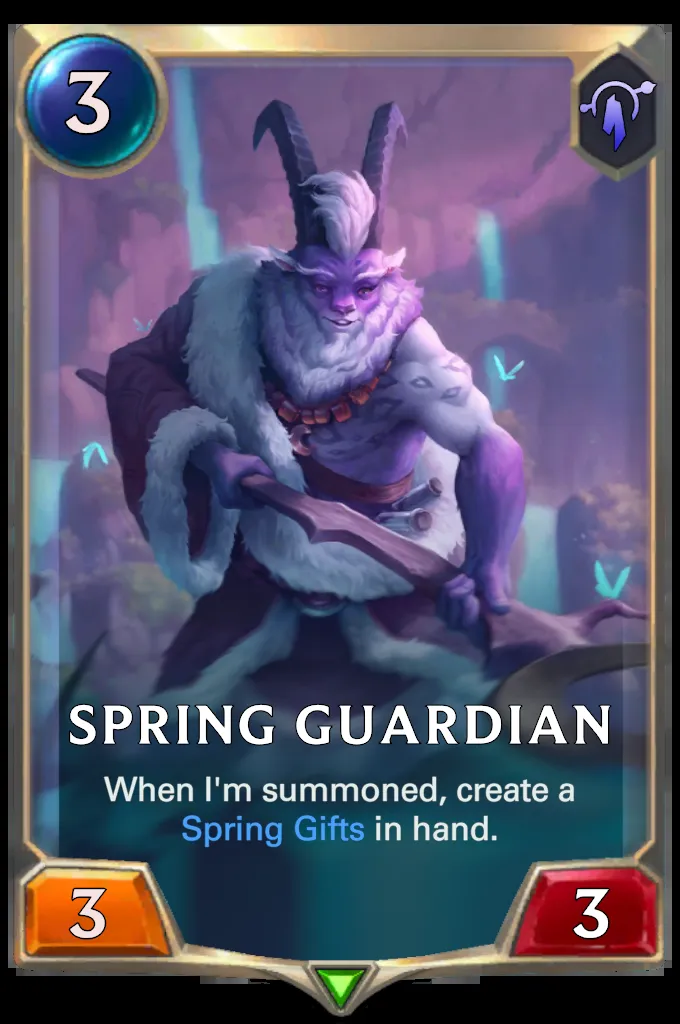 3
SPRING GUARDIAN
When I'm summoned, create a
Spring Gifts in hand.
3
3